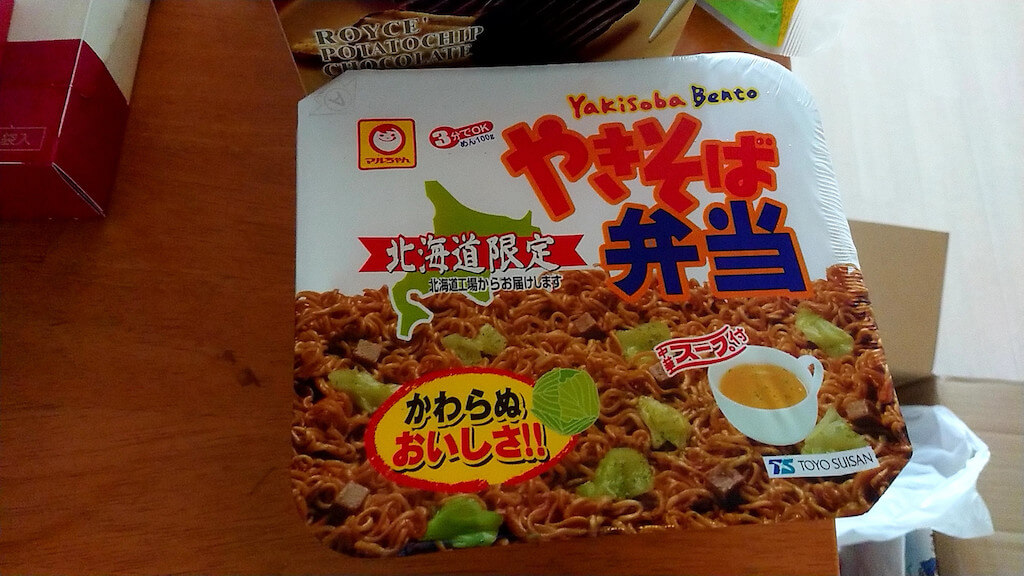 ROYCE'
POTATOCHIP
CHOCOLATE
袋入
Yakisoba Bento
やきそば
弁当
マルちゃん
3分でOK
めん100g
北海道限定
北海道工場からお届けします
中華スープ付
かわらぬ
おいしさ!!
TS TOYO SUISAN